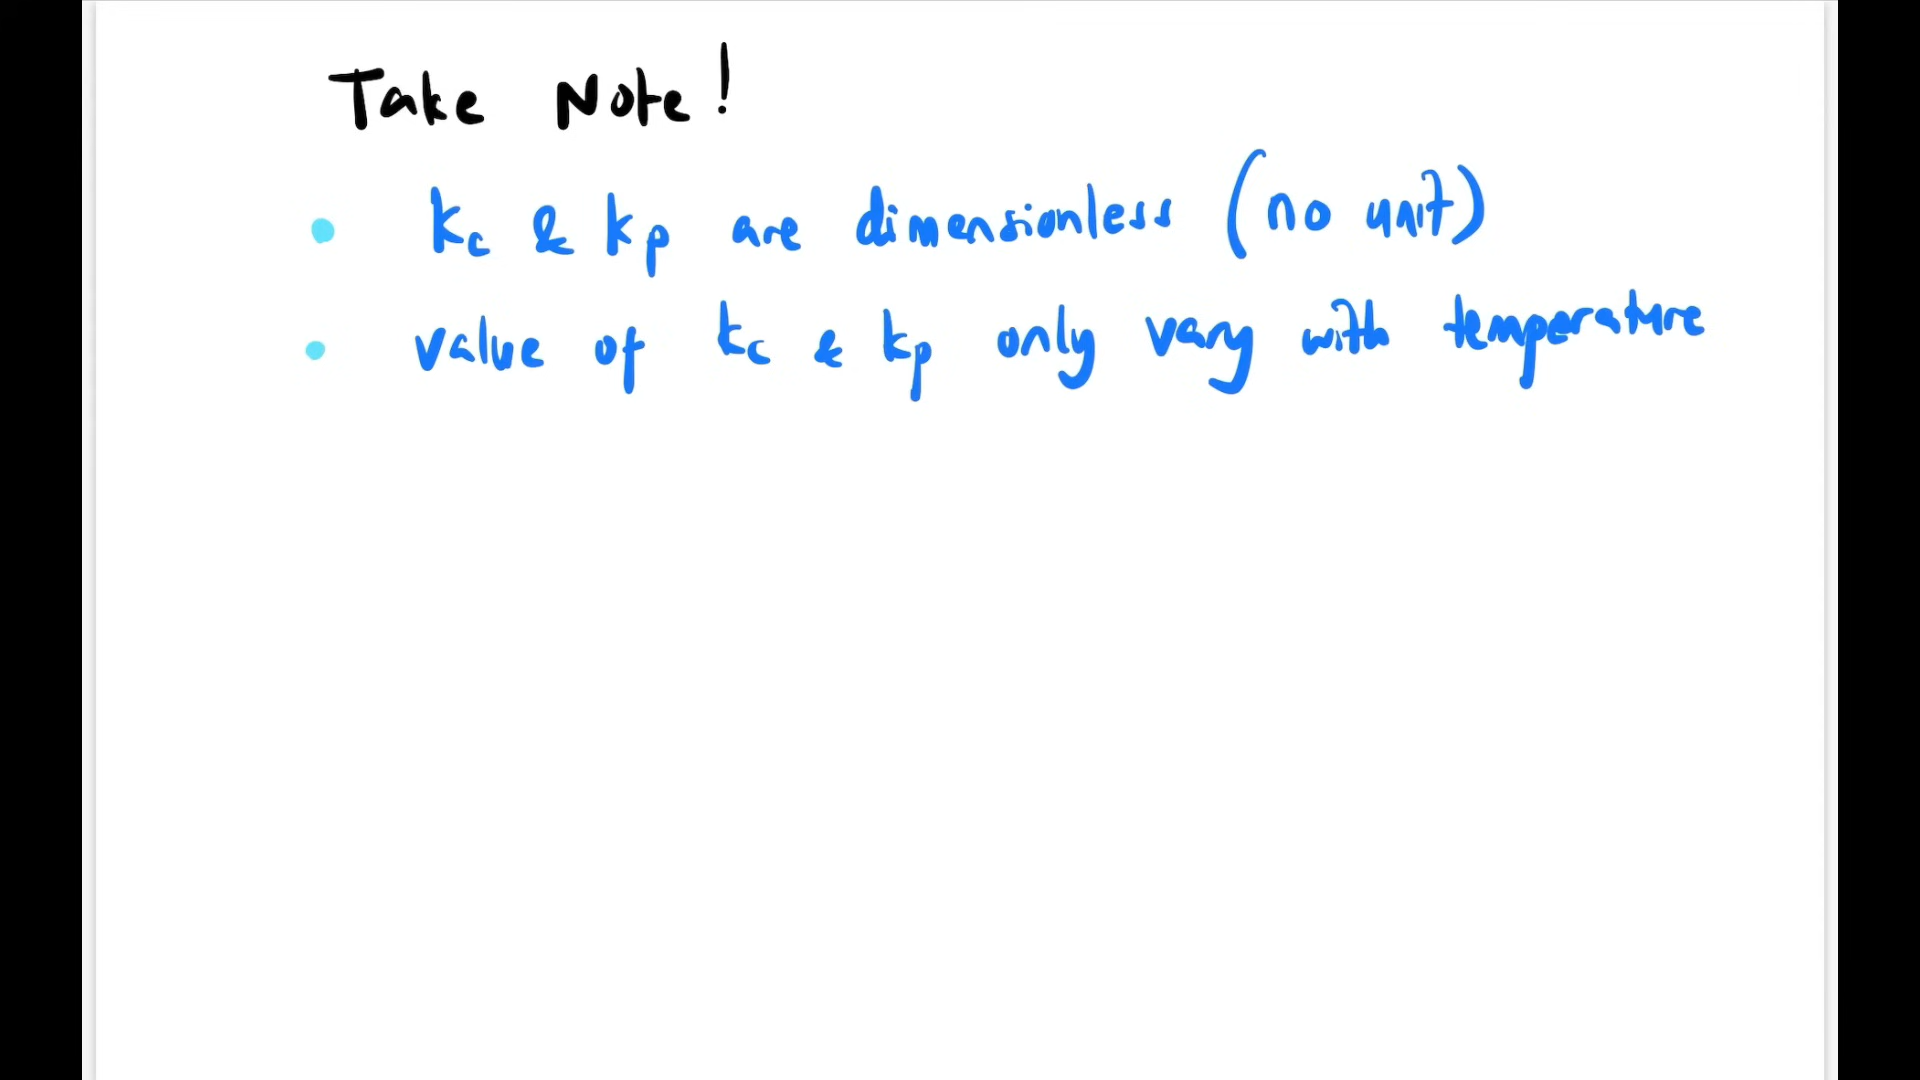 Take Note!
• Kc & Kp are dimensionless (no unit)
• value of Kc & Kp only vary with temperature